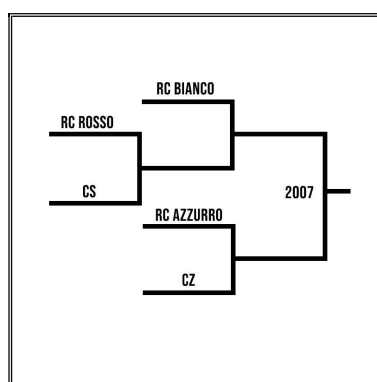 RC BIANCO
RC ROSSO
CS
2007
RC AZZURRO
CZ